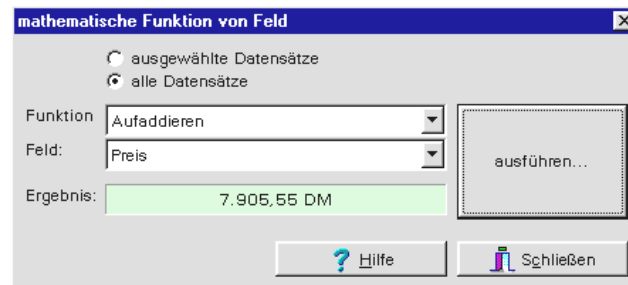 mathematische Funktion von Feld
ausgewählte Datensätze
alle Datensätze
Funktion Aufaddieren
Feld: Preis
ausführen...
Ergebnis: 7.905,55 DM
Hilfe Schließen